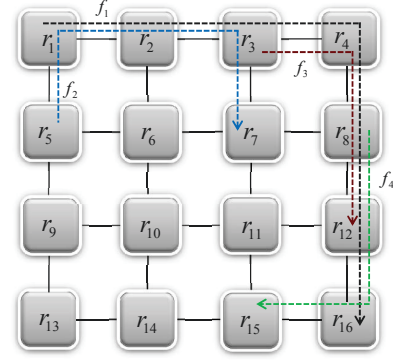 f₁
r₁ r₂ r₃ r₄
f₂ f₃
r₅ r₆ r₇ r₈
f₄
r₉ r₁₀ r₁₁ r₁₂
r₁₃ r₁₄ r₁₅ r₁₆